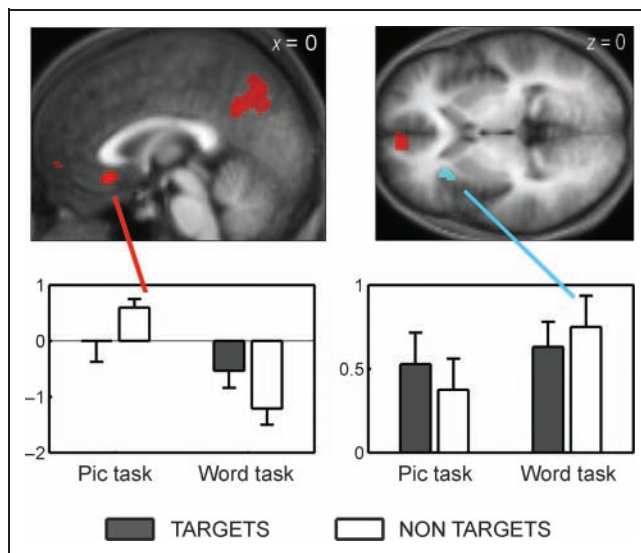 x = 0
z = 0
1
0
–1
–2
Pic task Word task
1
0.5
0
Pic task Word task
TARGETS NON TARGETS